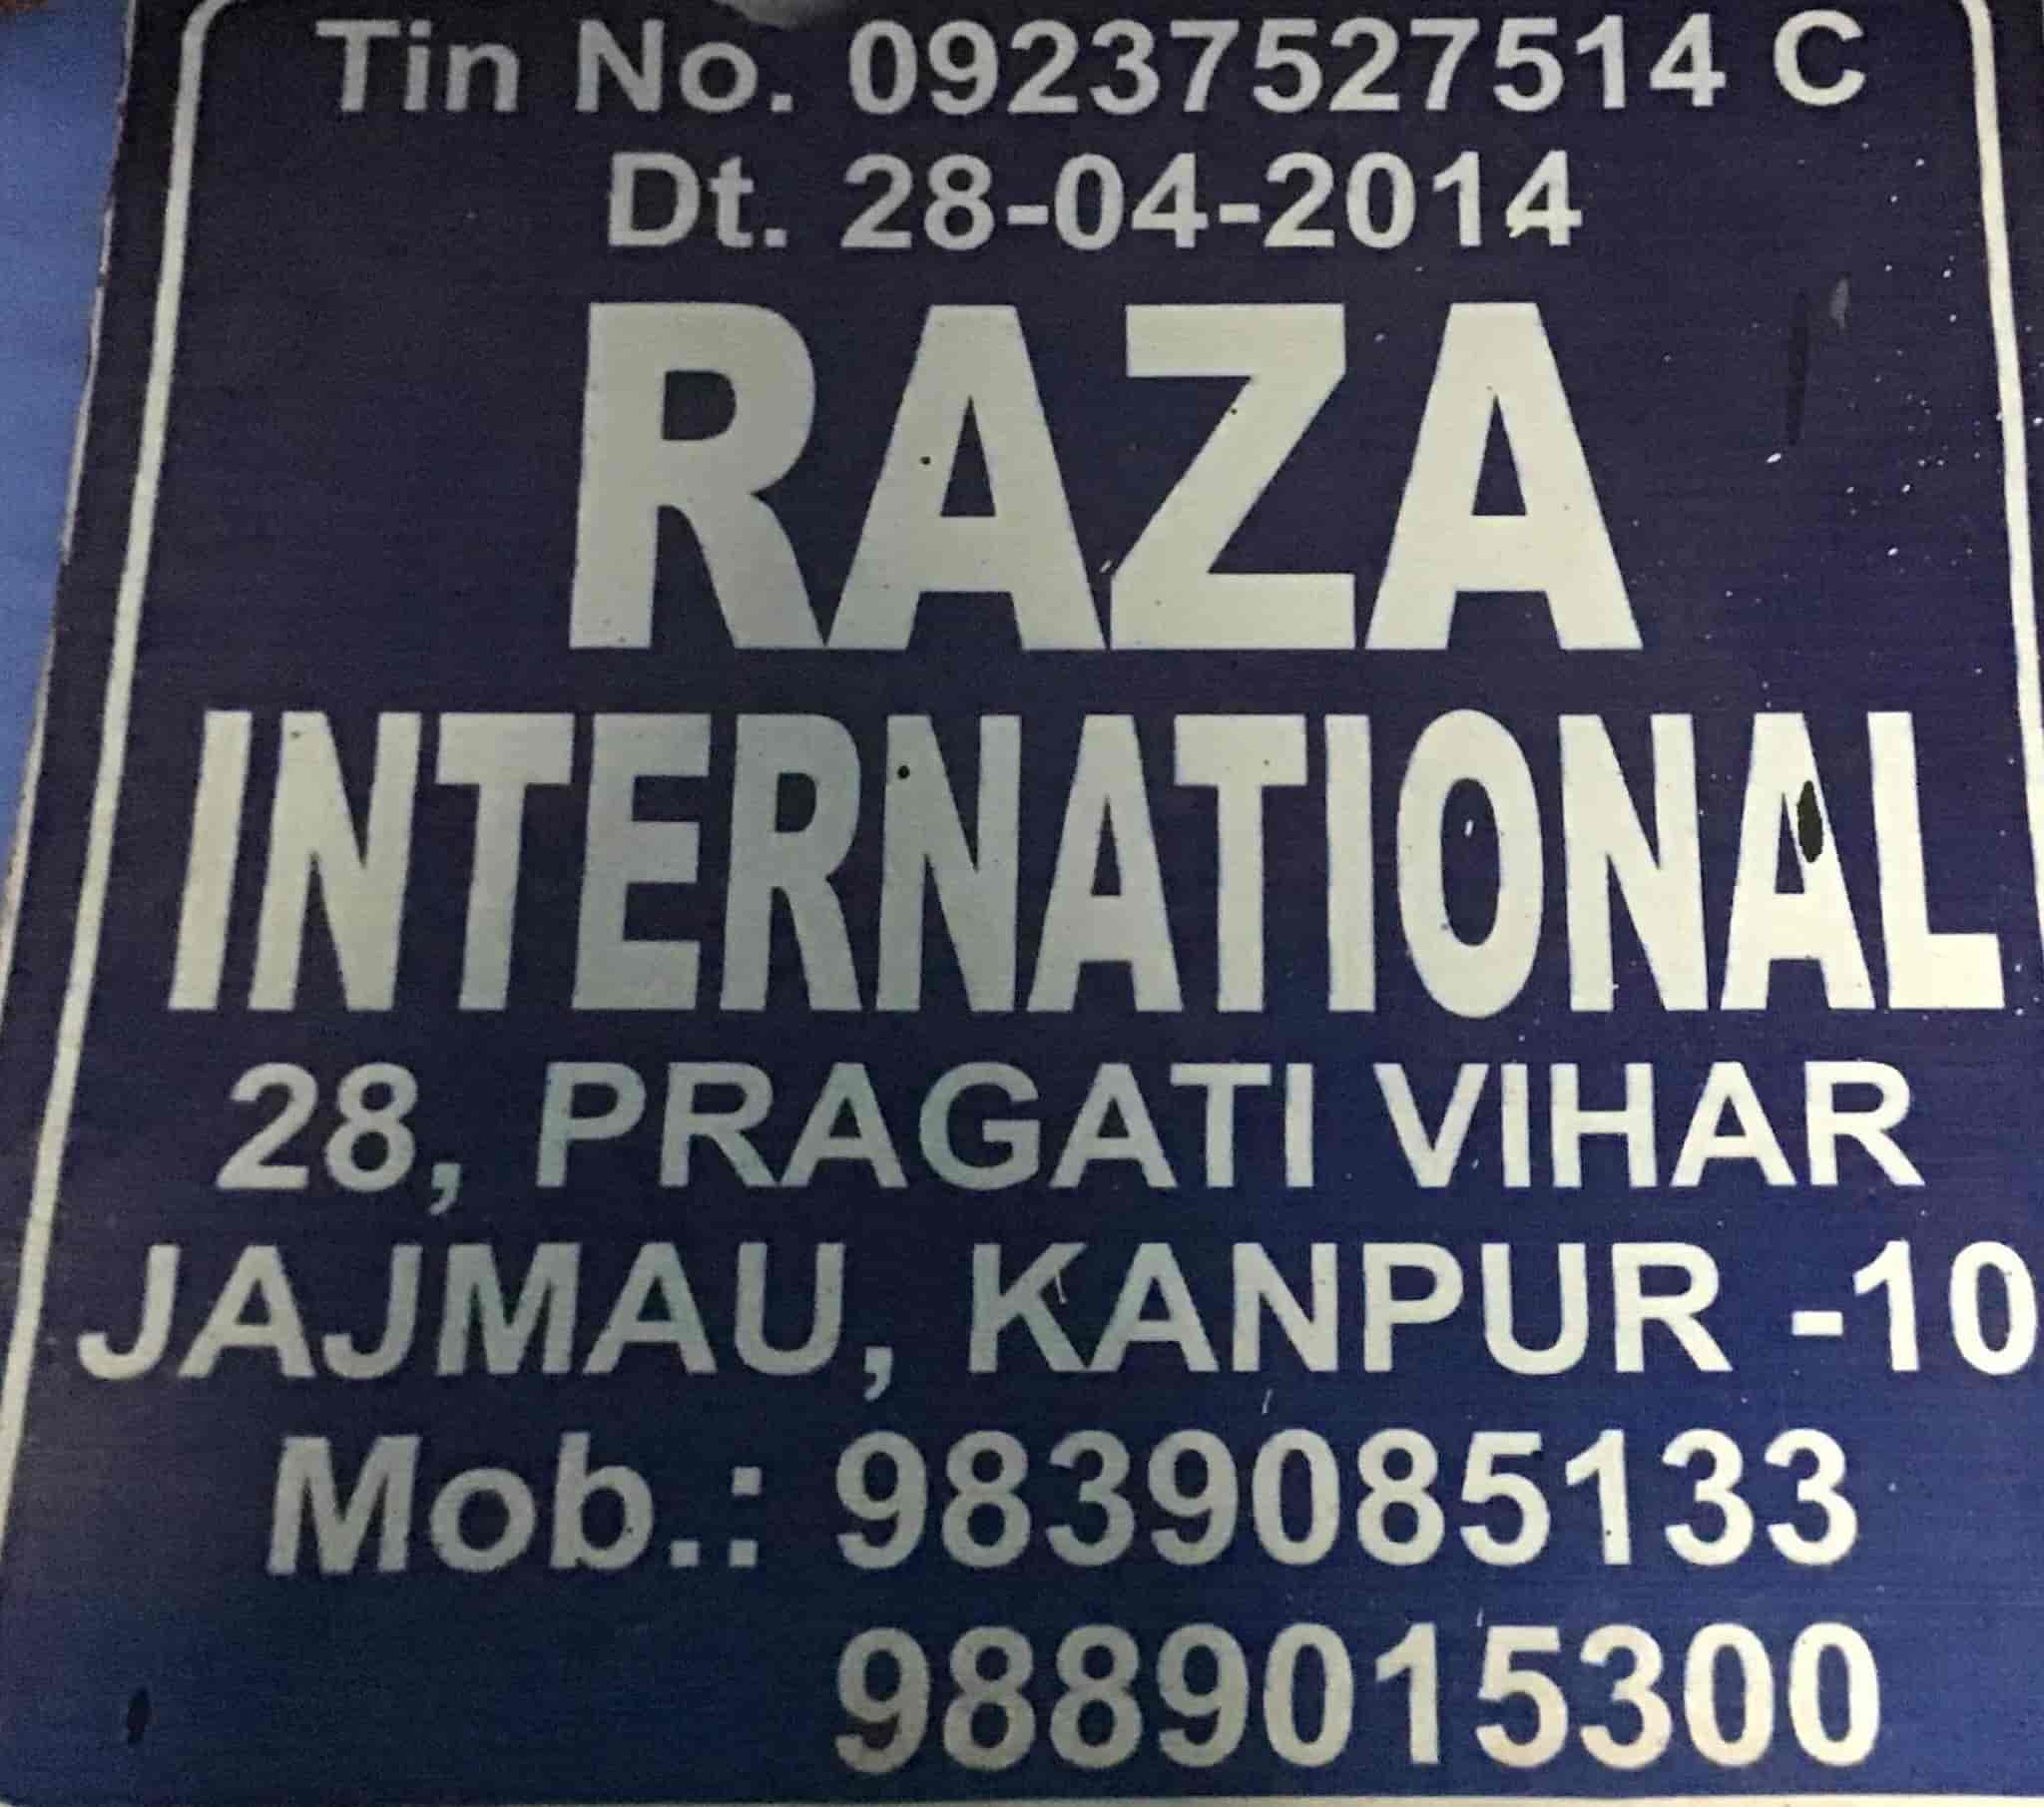 Tin No. 09237527514 C
Dt. 28-04-2014
RAZA
INTERNATIONAL
28, PRAGATI VIHAR
JAJMAU, KANPUR -10
Mob.: 9839085133
9889015300